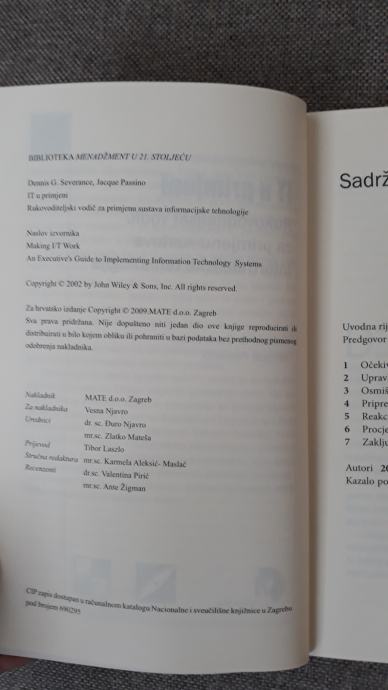 BIBLIOTEKA MENADŽMENT U 21. STOLJEĆU
Dennis G. Severance, Jacque Passino
IT u primjeni
Rukovoditeljski vodič za primjenu sustava informacijske tehnologije
Naslov izvornika
Making I/T Work
An Executive's Guide to Implementing Information Technology Systems
Copyright © 2002 by John Wiley & Sons, Inc. All rights reserved.
Za hrvatsko izdanje Copyright © 2009.MATE d.o.o. Zagreb
Sva prava pridržana. Nije dopušteno niti jedan dio ove knjige reproducirati ili
distribuirati u bilo kojem obliku ili pohraniti u bazi podataka bez prethodnog pismenog
odobrenja nakladnika.
Nakladnik MATE d.o.o. Zagreb
Za nakladnika Vesna Njavro
Urednici dr. sc. Đuro Njavro
mr.sc. Zlatko Mateša
Prijevod Tibor Laszlo
Stručna redaktura mr.sc. Karmela Aleksić- Maslać
Recenzenti dr.sc. Valentina Pirić
mr.sc. Ante Žigman
CIP zapis dostupan u računalnom katalogu Nacionalne i sveučilišne knjižnice u Zagrebu
pod brojem 690295
Sadrž
Uvodna rij
Predgovor
1 Očekiv
2 Uprav
3 Osmiš
4 Pripre
5 Reakc
6 Procje
7 Zaklju
Autori 20
Kazalo po